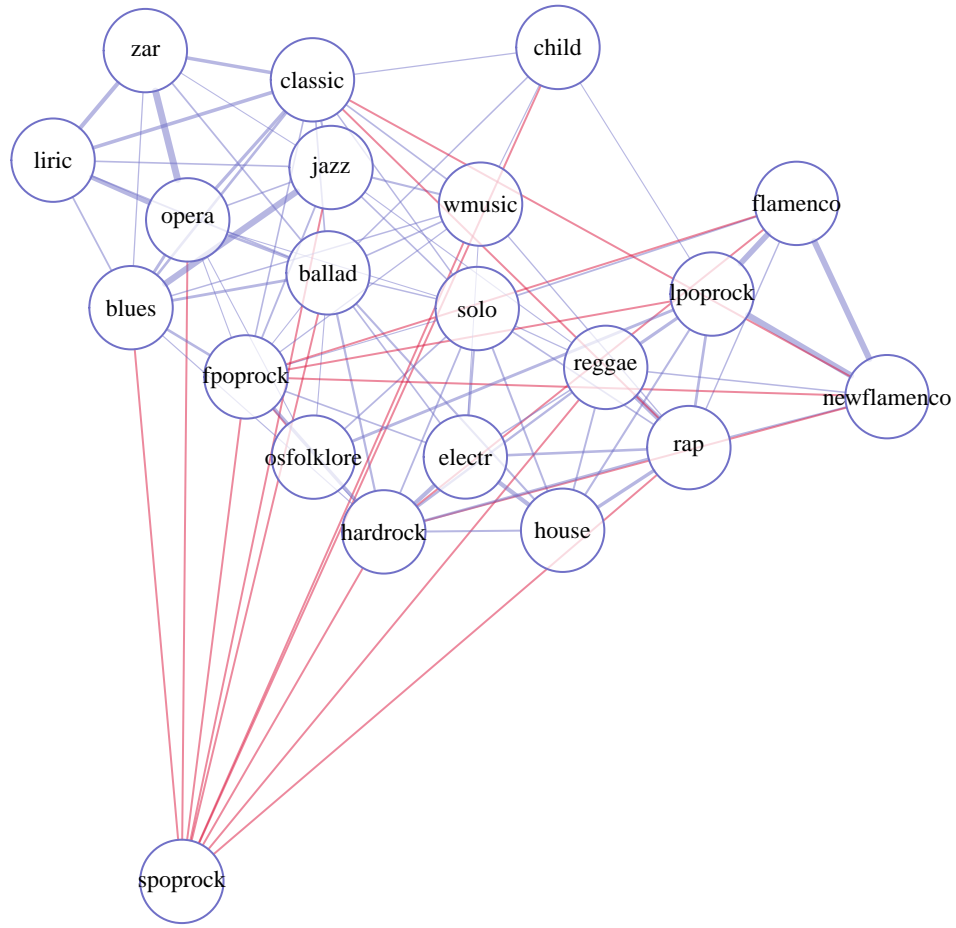 zar
child
classic
liric
jazz
wmusic
flamenco
opera
ballad
lpoprock
blues
solo
reggae
fpoprock
newflamenco
osfolklore
electr
rap
hardrock
house
spoprock